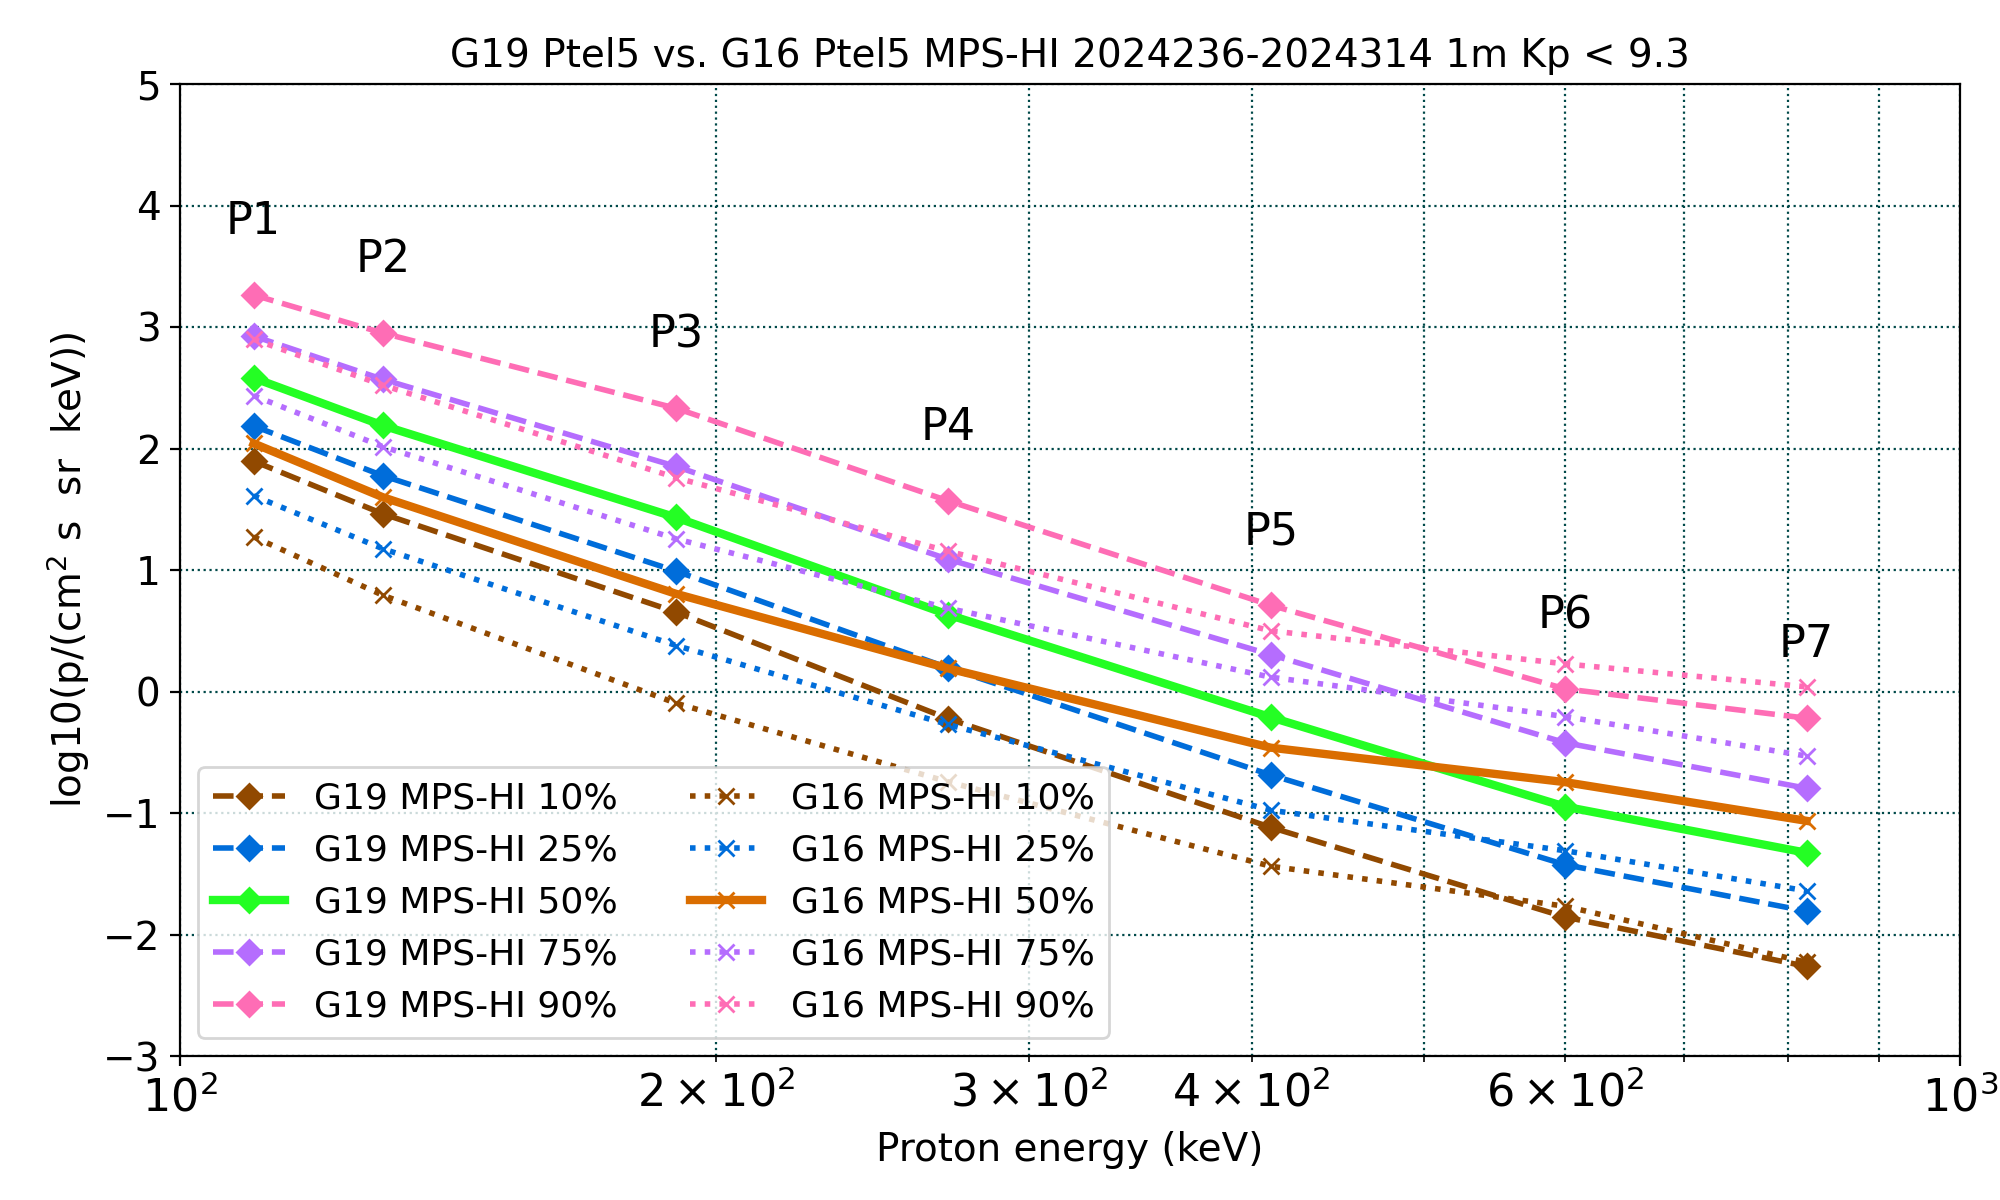 G19 Ptel5 vs. G16 Ptel5 MPS-HI 2024236-2024314 1m Kp < 9.3
5
4
3
2
1
0
−1
−2
−3
log10(p/(cm² s sr keV))
P1
P2
P3
P4
P5
P6
P7
G19 MPS-HI 10%
G19 MPS-HI 25%
G19 MPS-HI 50%
G19 MPS-HI 75%
G19 MPS-HI 90%
G16 MPS-HI 10%
G16 MPS-HI 25%
G16 MPS-HI 50%
G16 MPS-HI 75%
G16 MPS-HI 90%
10² 2 × 10² 3 × 10² 4 × 10² 6 × 10² 10³
Proton energy (keV)